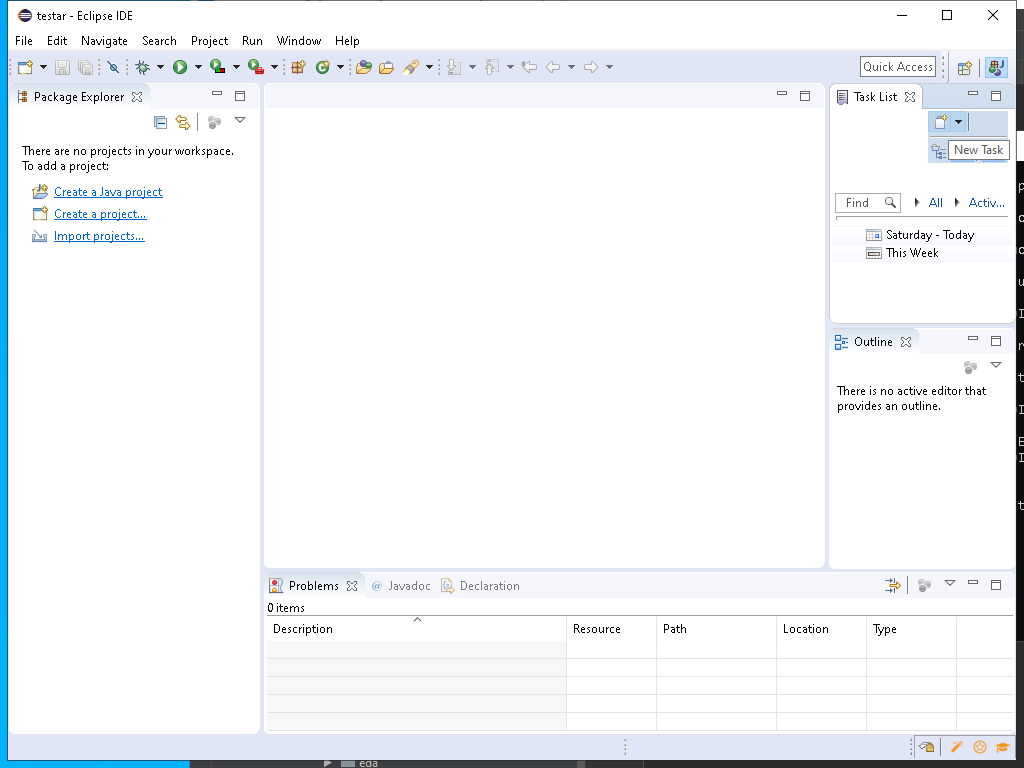 testar - Eclipse IDE
File Edit Navigate Search Project Run Window Help
Quick Access
Package Explorer
There are no projects in your workspace.
To add a project:
Create a Java project
Create a project...
Import projects...
Task List
New Task
Find All Activ...
Saturday - Today
This Week
Outline
There is no active editor that
provides an outline.
Problems @ Javadoc Declaration
0 items
Description Resource Path Location Type
eda